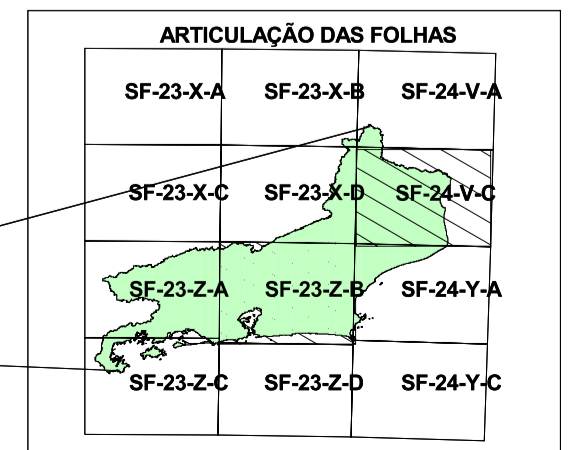 ARTICULAÇÃO DAS FOLHAS
SF-23-X-A SF-23-X-B SF-24-V-A
SF-23-X-C SF-23-X-D SF-24-V-C
SF-23-Z-A SF-23-Z-B SF-24-Y-A
SF-23-Z-C SF-23-Z-D SF-24-Y-C